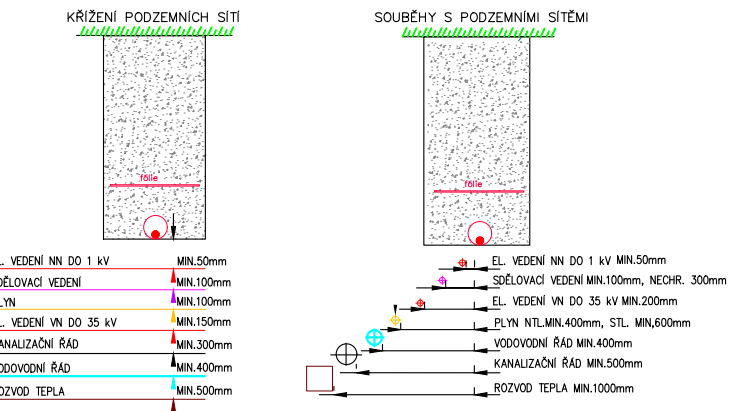 KŘÍŽENÍ PODZEMNÍCH SÍTÍ
fólie
EL. VEDENÍ NN DO 1 kV MIN.50mm
SDĚLOVACÍ VEDENÍ MIN.100mm
PLYN MIN.100mm
EL. VEDENÍ VN DO 35 kV MIN.150mm
KANALIZAČNÍ ŘÁD MIN.300mm
VODOVODNÍ ŘÁD MIN.400mm
ROZVOD TEPLA MIN.500mm
SOUBĚHY S PODZEMNÍMI SÍTĚMI
fólie
EL. VEDENÍ NN DO 1 kV MIN.50mm
SDĚLOVACÍ VEDENÍ MIN.100mm, NECHR. 300mm
EL. VEDENÍ VN DO 35 kV MIN.200mm
PLYN NTL.MIN.400mm, STL. MIN,600mm
VODOVODNÍ ŘÁD MIN.400mm
KANALIZAČNÍ ŘÁD MIN.500mm
ROZVOD TEPLA MIN.1000mm